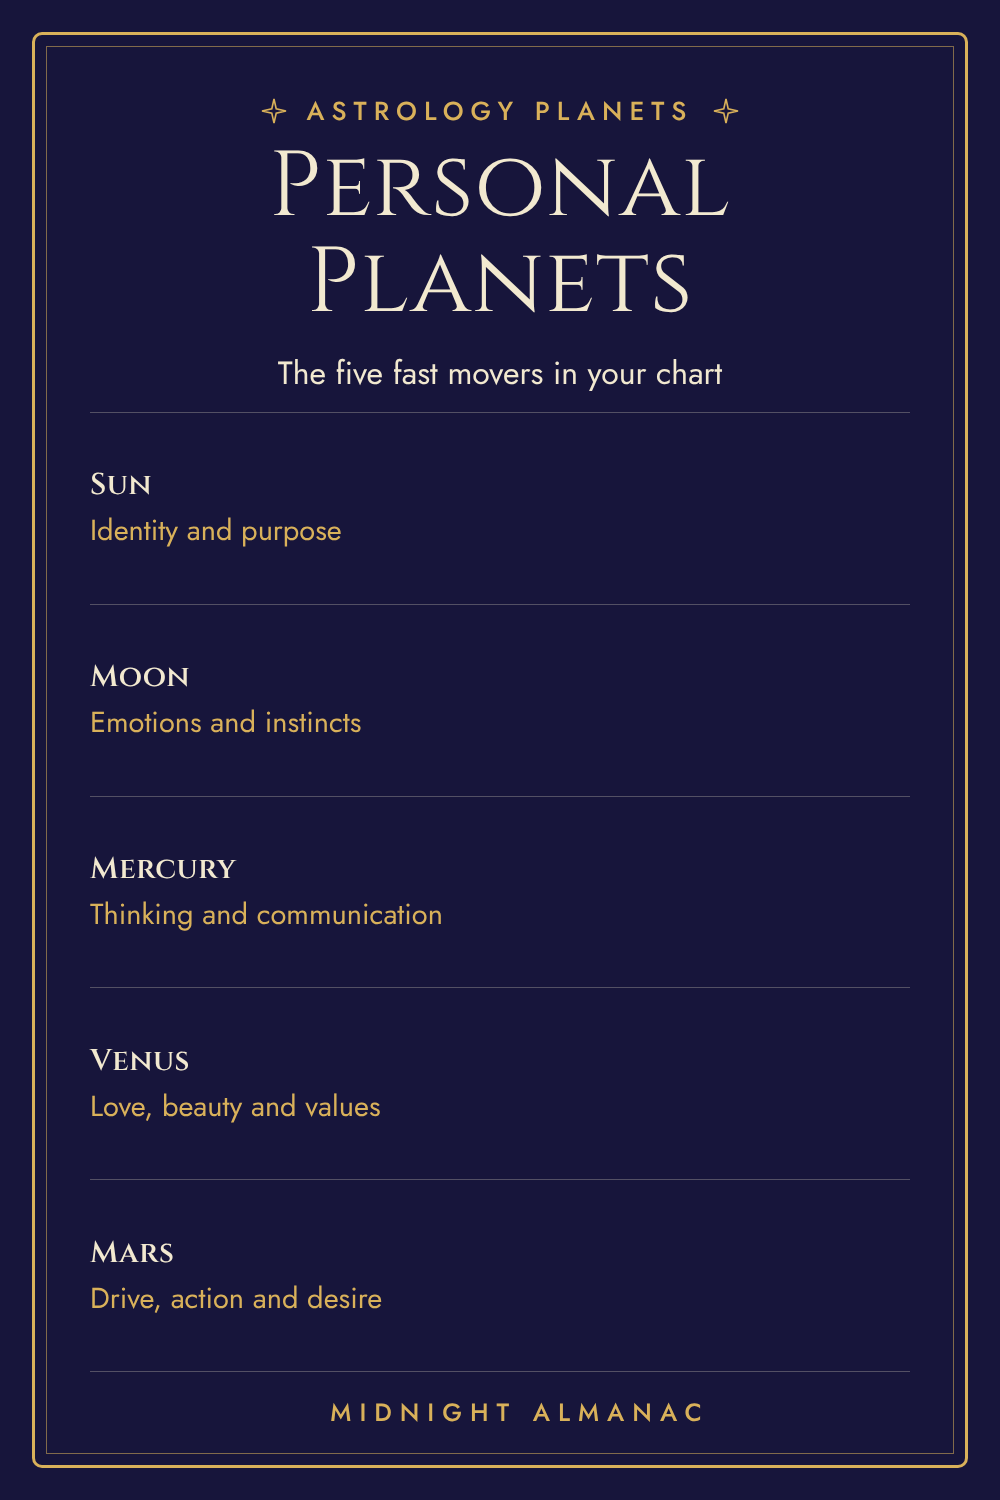 ASTROLOGY PLANETS
Personal
Planets
The five fast movers in your chart
Sun
Identity and purpose
Moon
Emotions and instincts
Mercury
Thinking and communication
Venus
Love, beauty and values
Mars
Drive, action and desire
MIDNIGHT ALMANAC